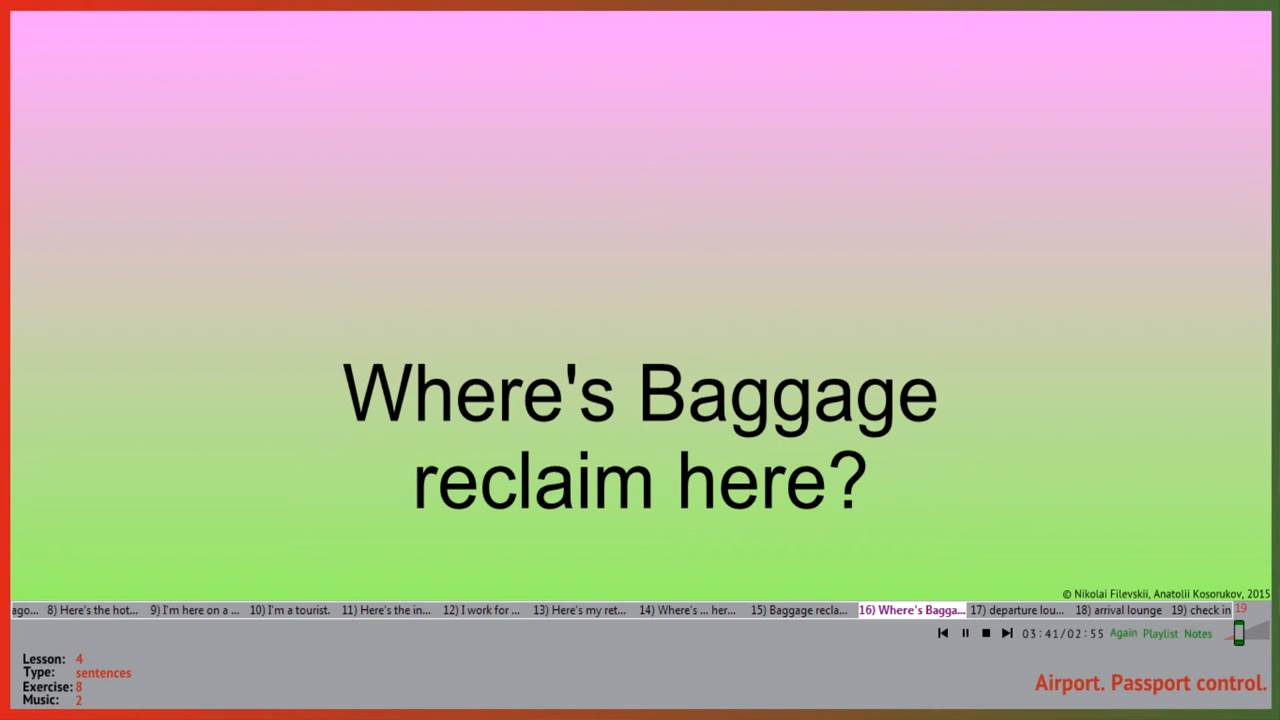 Where's Baggage
reclaim here?
© Nikolai Filevskii, Anatolii Kosorukov, 2015
ago... 8) Here's the hot... 9) I'm here on a ... 10) I'm a tourist. 11) Here's the in... 12) I work for ... 13) Here's my ret... 14) Where's ... her... 15) Baggage recla... 16) Where's Bagga... 17) departure lou... 18) arrival lounge 19) check in 19
03:41/02:55 Again Playlist Notes
Lesson: 4
Type: sentences
Exercise: 8
Music: 2
Airport. Passport control.